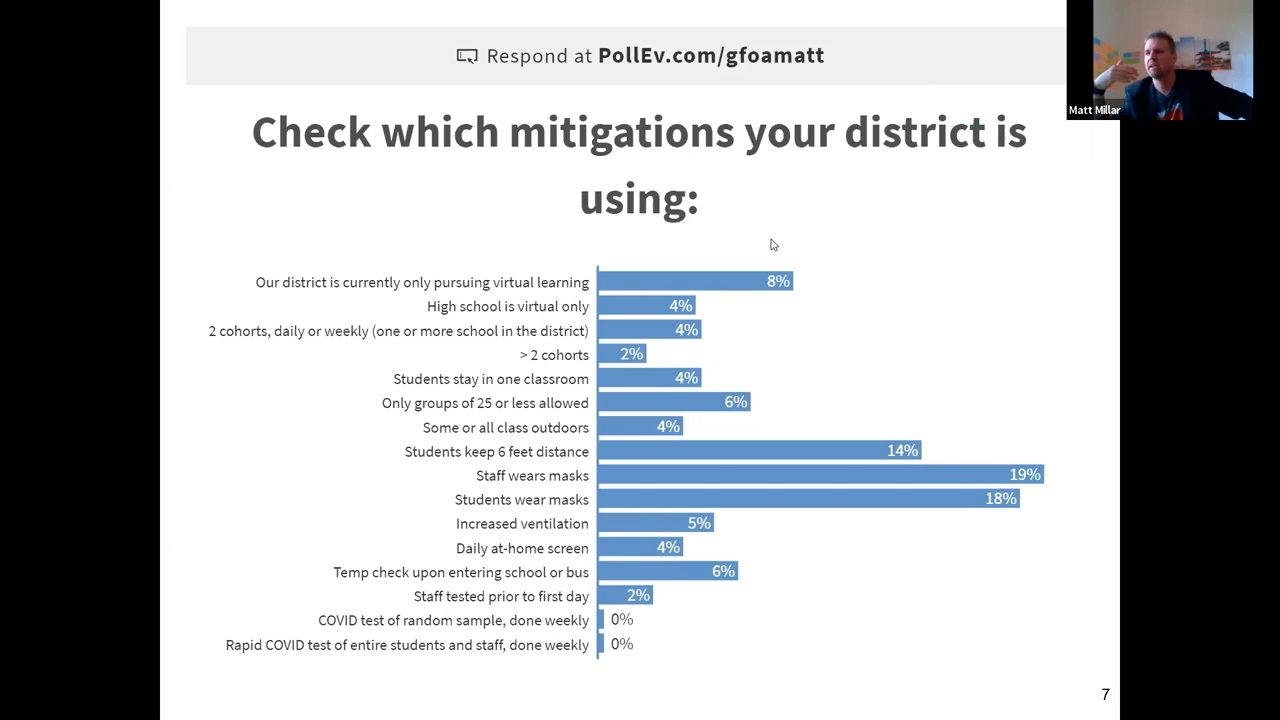 Respond at PollEv.com/gfoamatt
Matt Millar
Check which mitigations your district is
using:
Our district is currently only pursuing virtual learning 8%
High school is virtual only 4%
2 cohorts, daily or weekly (one or more school in the district) 4%
> 2 cohorts 2%
Students stay in one classroom 4%
Only groups of 25 or less allowed 6%
Some or all class outdoors 4%
Students keep 6 feet distance 14%
Staff wears masks 19%
Students wear masks 18%
Increased ventilation 5%
Daily at-home screen 4%
Temp check upon entering school or bus 6%
Staff tested prior to first day 2%
COVID test of random sample, done weekly 0%
Rapid COVID test of entire students and staff, done weekly 0%
7